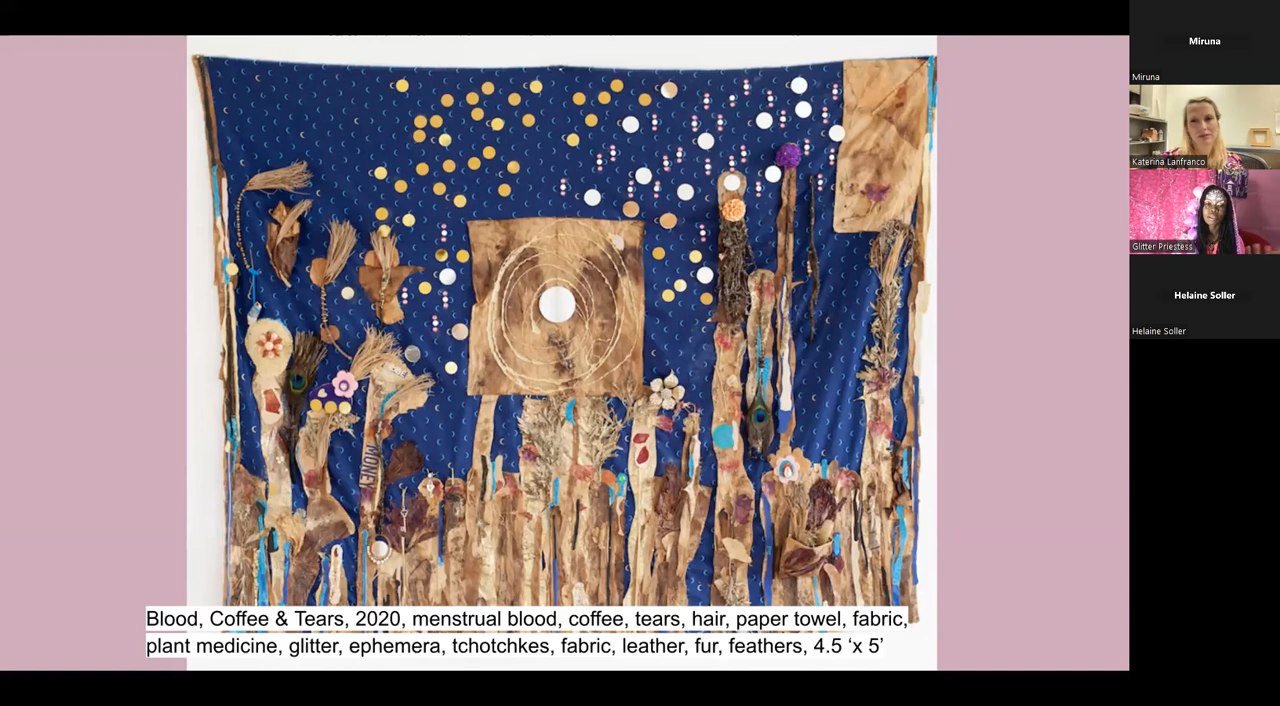 MONEY
Blood, Coffee & Tears, 2020, menstrual blood, coffee, tears, hair, paper towel, fabric,
plant medicine, glitter, ephemera, tchotchkes, fabric, leather, fur, feathers, 4.5 ‘x 5’
Miruna
Miruna
Katerina Lanfranco
Glitter Priestess
Helaine Soller
Helaine Soller